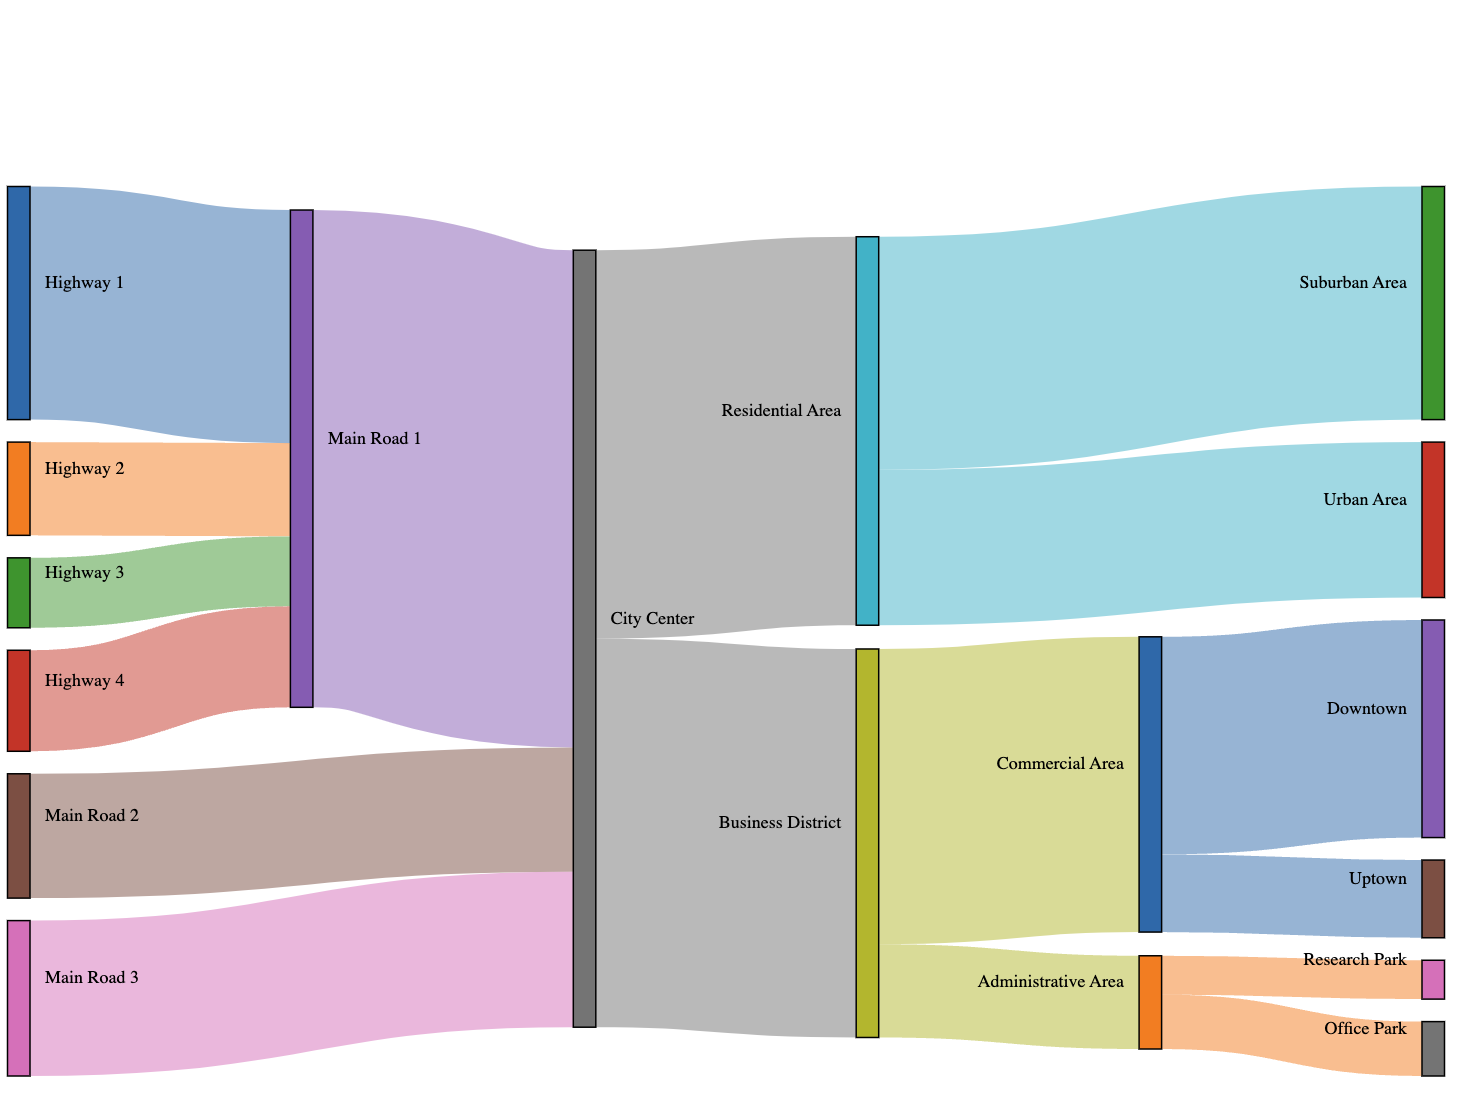 Highway 1
Highway 2
Highway 3
Highway 4
Main Road 2
Main Road 3
Main Road 1
City Center
Residential Area
Business District
Commercial Area
Administrative Area
Suburban Area
Urban Area
Downtown
Uptown
Research Park
Office Park